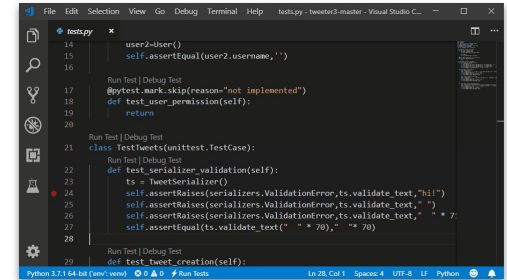 File Edit Selection View Go Debug Terminal Help tests.py - tweeter3-master - Visual Studio C...
tests.py ×
14 user2=User()
15 self.assertEqual(user2.username,'')
16
Run Test | Debug Test
17 @pytest.mark.skip(reason="not implemented")
18 def test_user_permission(self):
19 return
20
Run Test | Debug Test
21 class TestTweets(unittest.TestCase):
Run Test | Debug Test
22 def test_serializer_validation(self):
23 ts = TweetSerializer()
24 self.assertRaises(serializers.ValidationError,ts.validate_text,"hi!")
25 self.assertRaises(serializers.ValidationError,ts.validate_text," ")
26 self.assertRaises(serializers.ValidationError,ts.validate_text," " * 7
27 self.assertEqual(ts.validate_text(" " * 70)," "* 70)
28
Run Test | Debug Test
29 def test_tweet_creation(self):
Python 3.7.1 64-bit ('env': venv) 0 0 Run Tests Ln 28, Col 1 Spaces: 4 UTF-8 LF Python